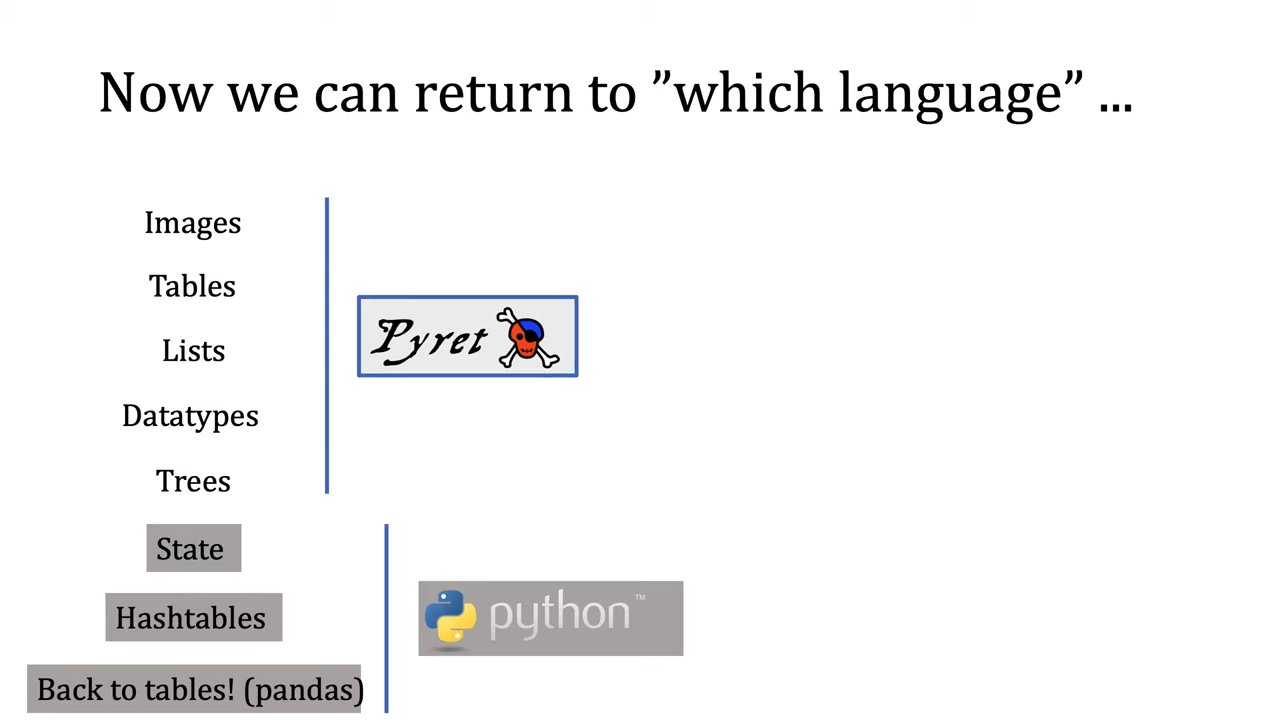 Now we can return to ”which language” ...
Images
Tables
Lists
Pyret
Datatypes
Trees
State
Hashtables
python™
Back to tables! (pandas)